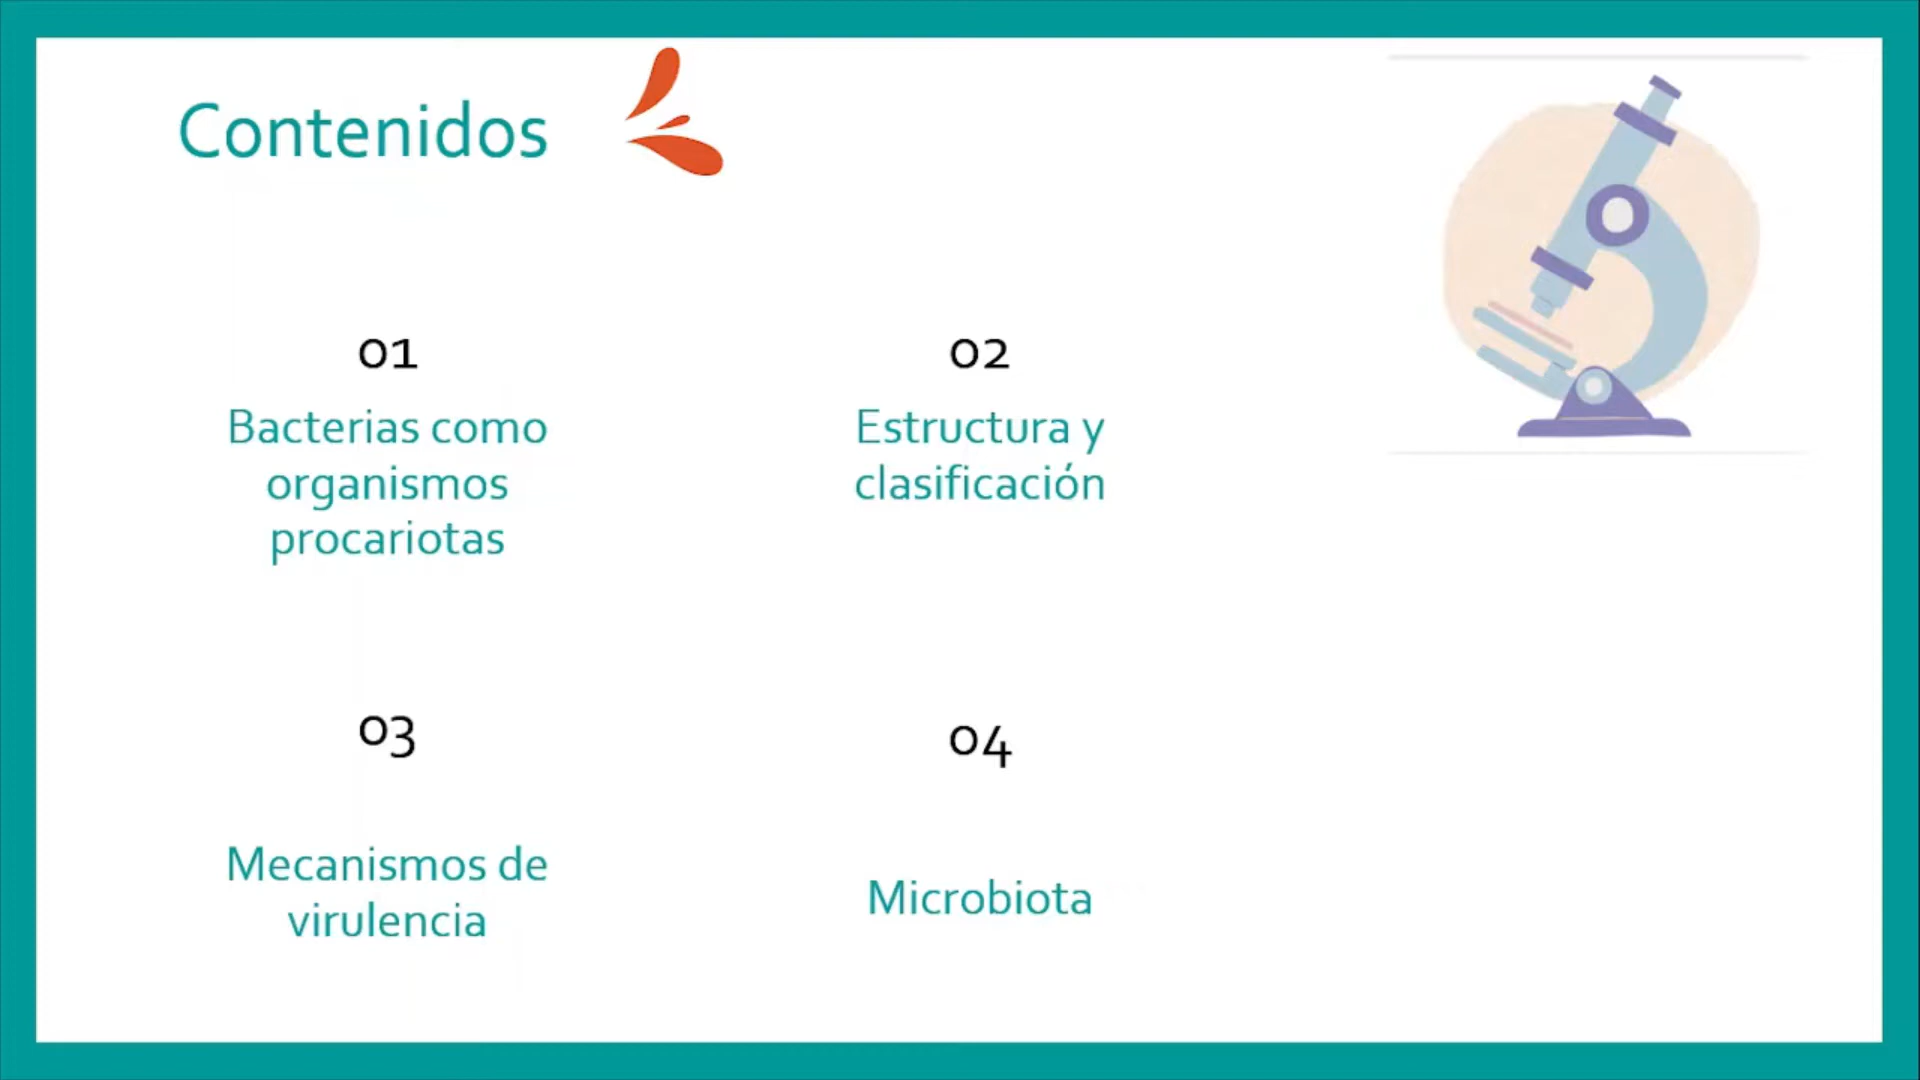 Contenidos
01
Bacterias como
organismos
procariotas
02
Estructura y
clasificación
03
Mecanismos de
virulencia
04
Microbiota